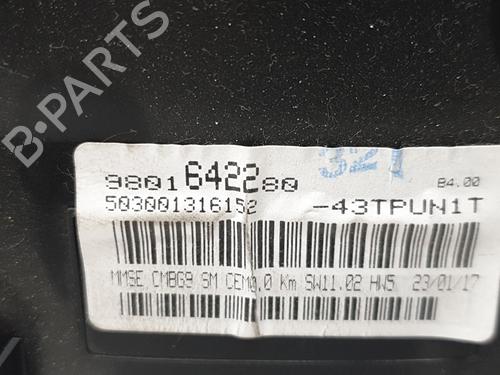 B-PARTS
321
9801642280 84.00
503001316152 -43TPUN1T
MMSE CMBG9 SM CEM0.0 Km SW11.02 HW5 23/01/17